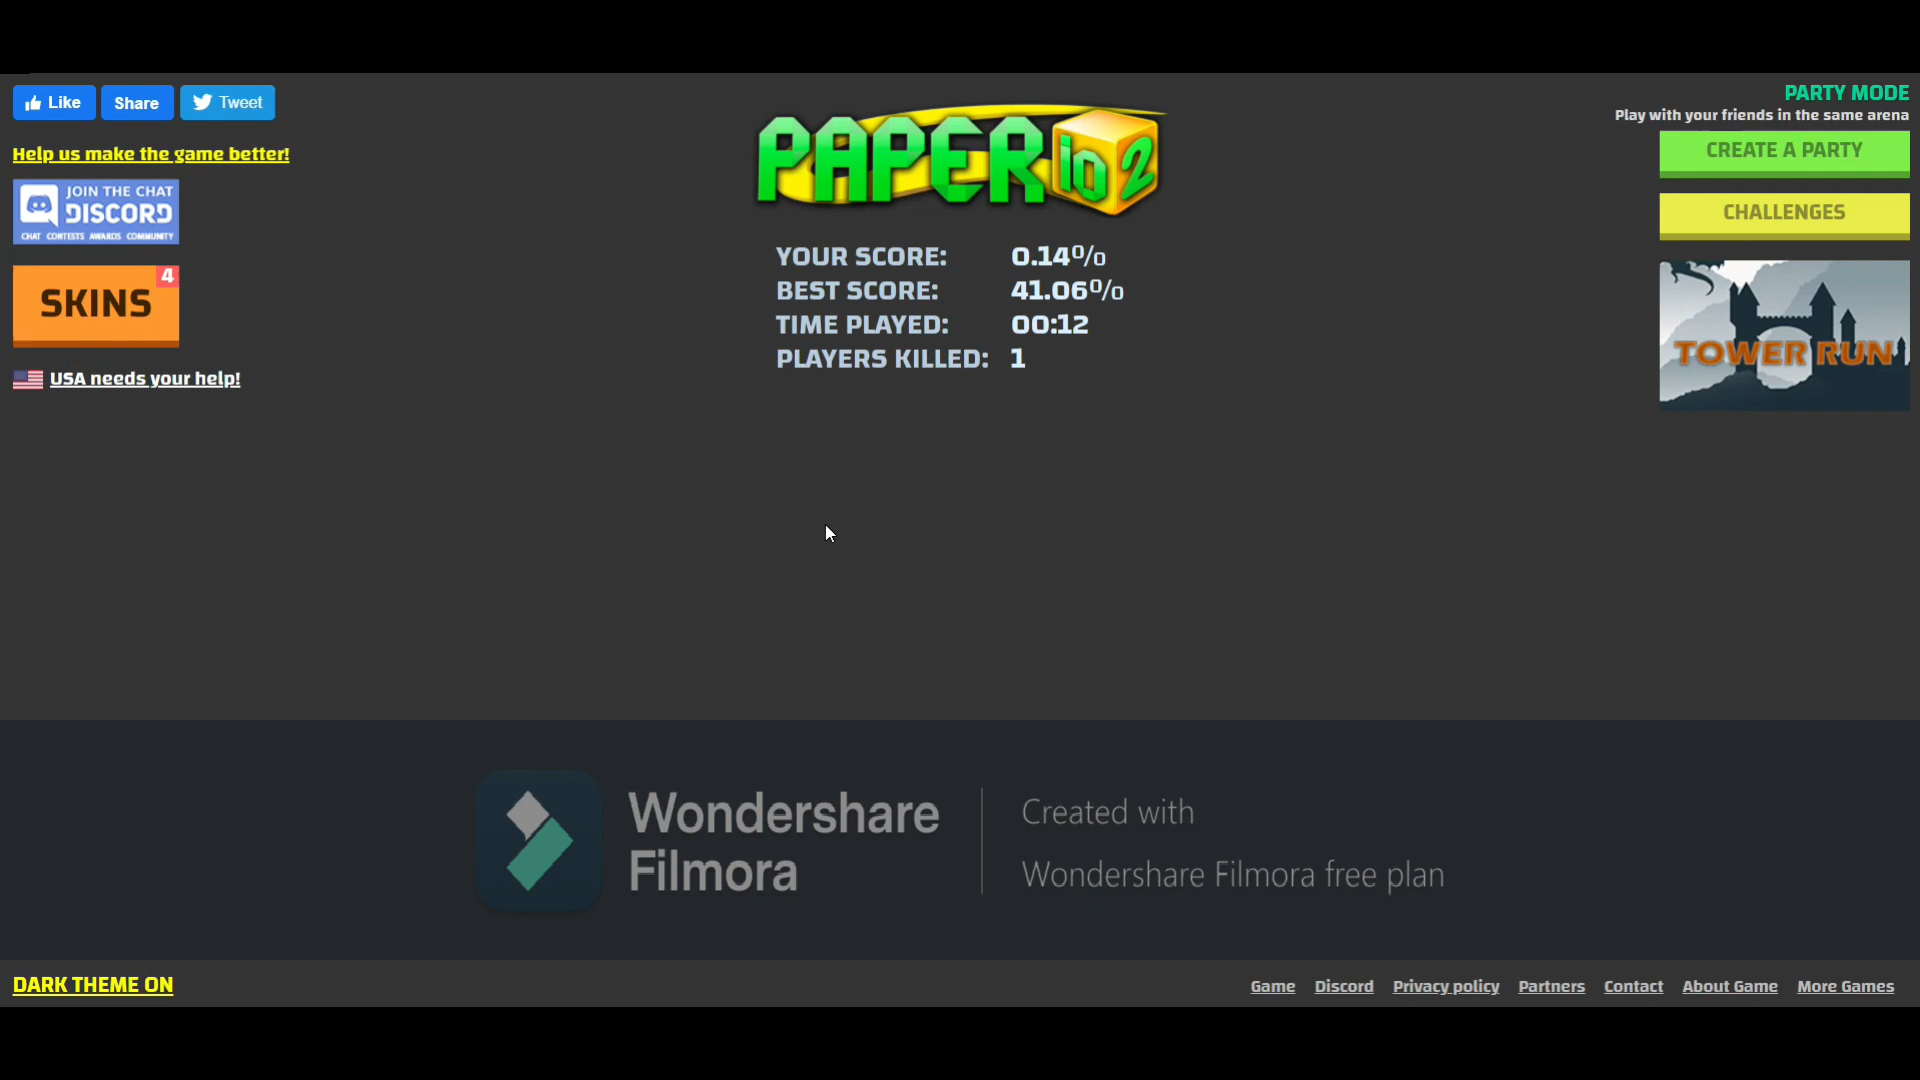 Like Share Tweet
Help us make the game better!
JOIN THE CHAT
DISCORD
CHAT CONTESTS AWARDS COMMUNITY
SKINS 4
USA needs your help!
PAPER io 2
YOUR SCORE: 0.14%
BEST SCORE: 41.06%
TIME PLAYED: 00:12
PLAYERS KILLED: 1
PARTY MODE
Play with your friends in the same arena
CREATE A PARTY
CHALLENGES
TOWER RUN
Wondershare
Filmora
Created with
Wondershare Filmora free plan
DARK THEME ON
Game Discord Privacy policy Partners Contact About Game More Games